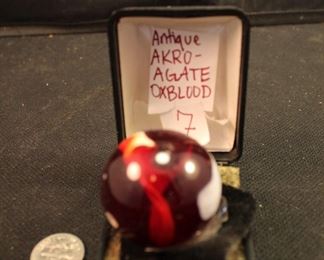 Antique
AKRO-
AGATE
OXBLOOD
7